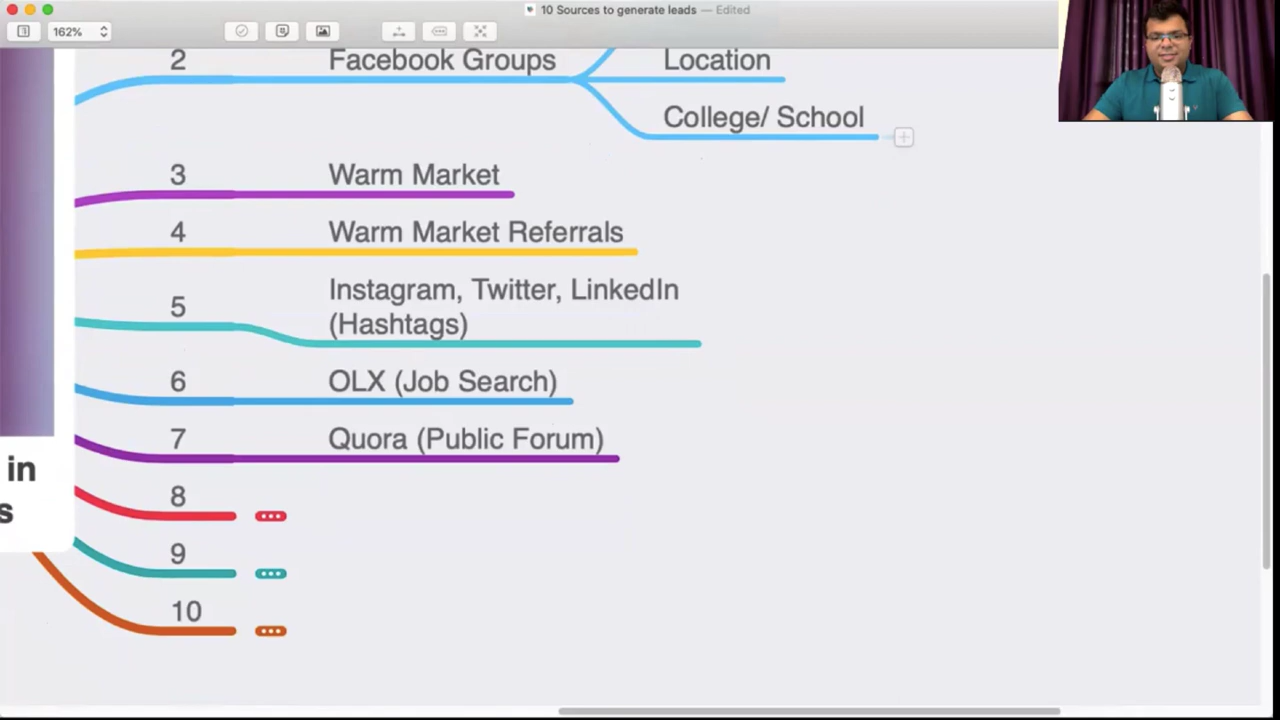 10 Sources to generate leads — Edited
162%
2 Facebook Groups Location
College/ School
3 Warm Market
4 Warm Market Referrals
5 Instagram, Twitter, LinkedIn
(Hashtags)
6 OLX (Job Search)
7 Quora (Public Forum)
in
s
8
9
10